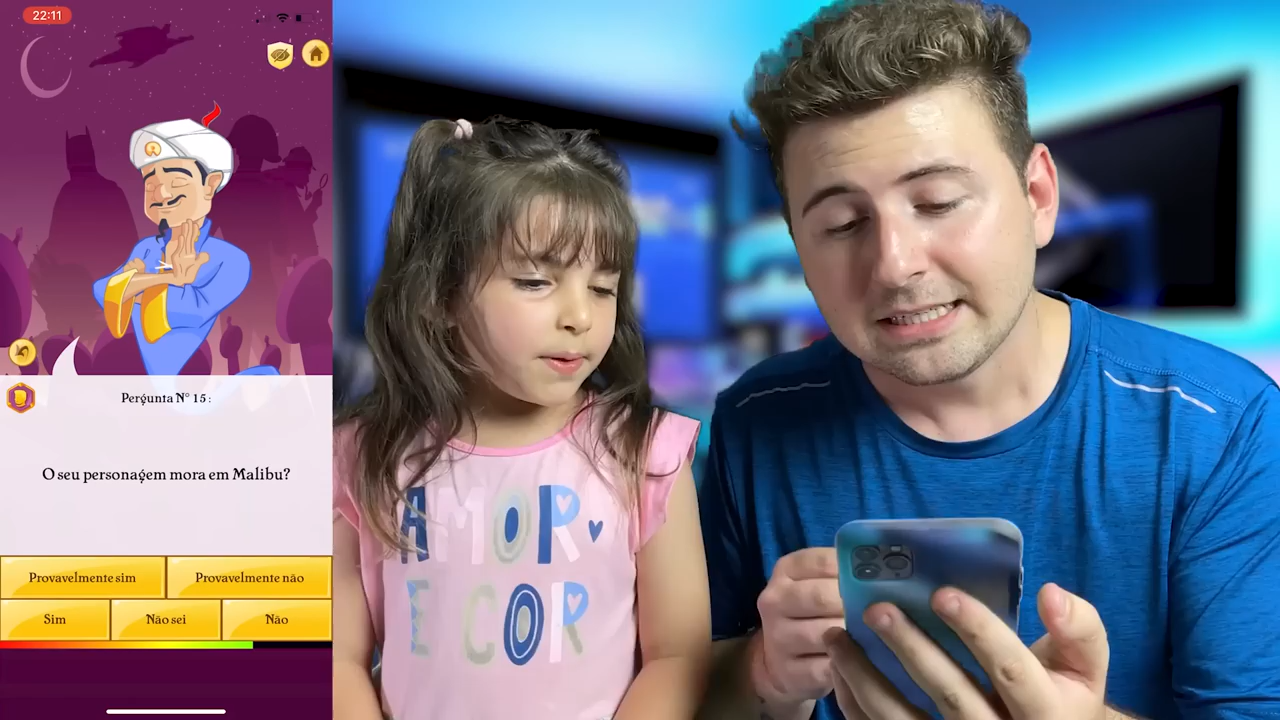 22:11
Pergunta N° 15:
O seu personagem mora em Malibu?
Provavelmente sim
Provavelmente não
Sim
Não sei
Não
AMOR
E COR